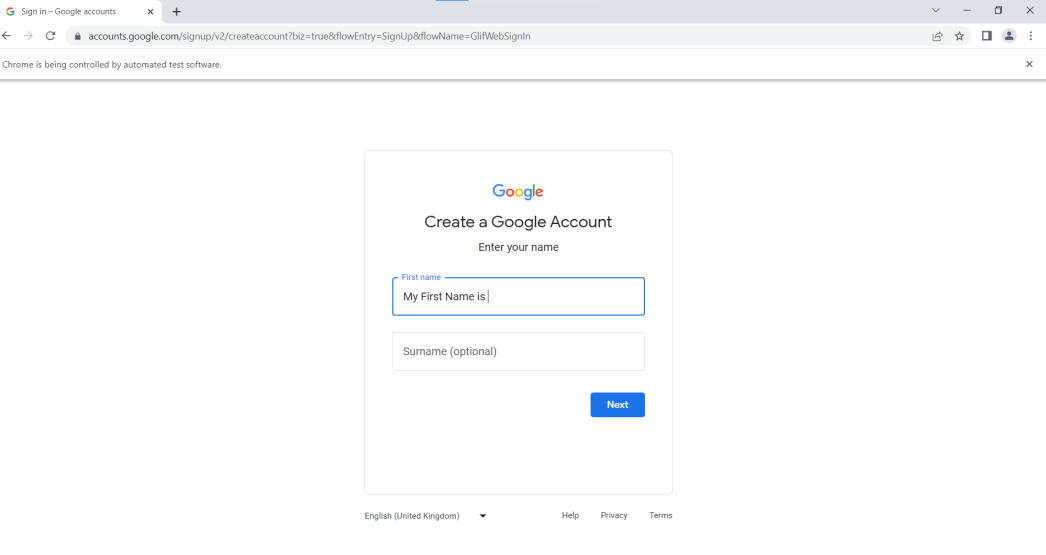 Sign in – Google accounts
accounts.google.com/signup/v2/createaccount?biz=true&flowEntry=SignUp&flowName=GlifWebSignIn
Chrome is being controlled by automated test software.
Google
Create a Google Account
Enter your name
First name
My First Name is
Surname (optional)
Next
English (United Kingdom) Help Privacy Terms